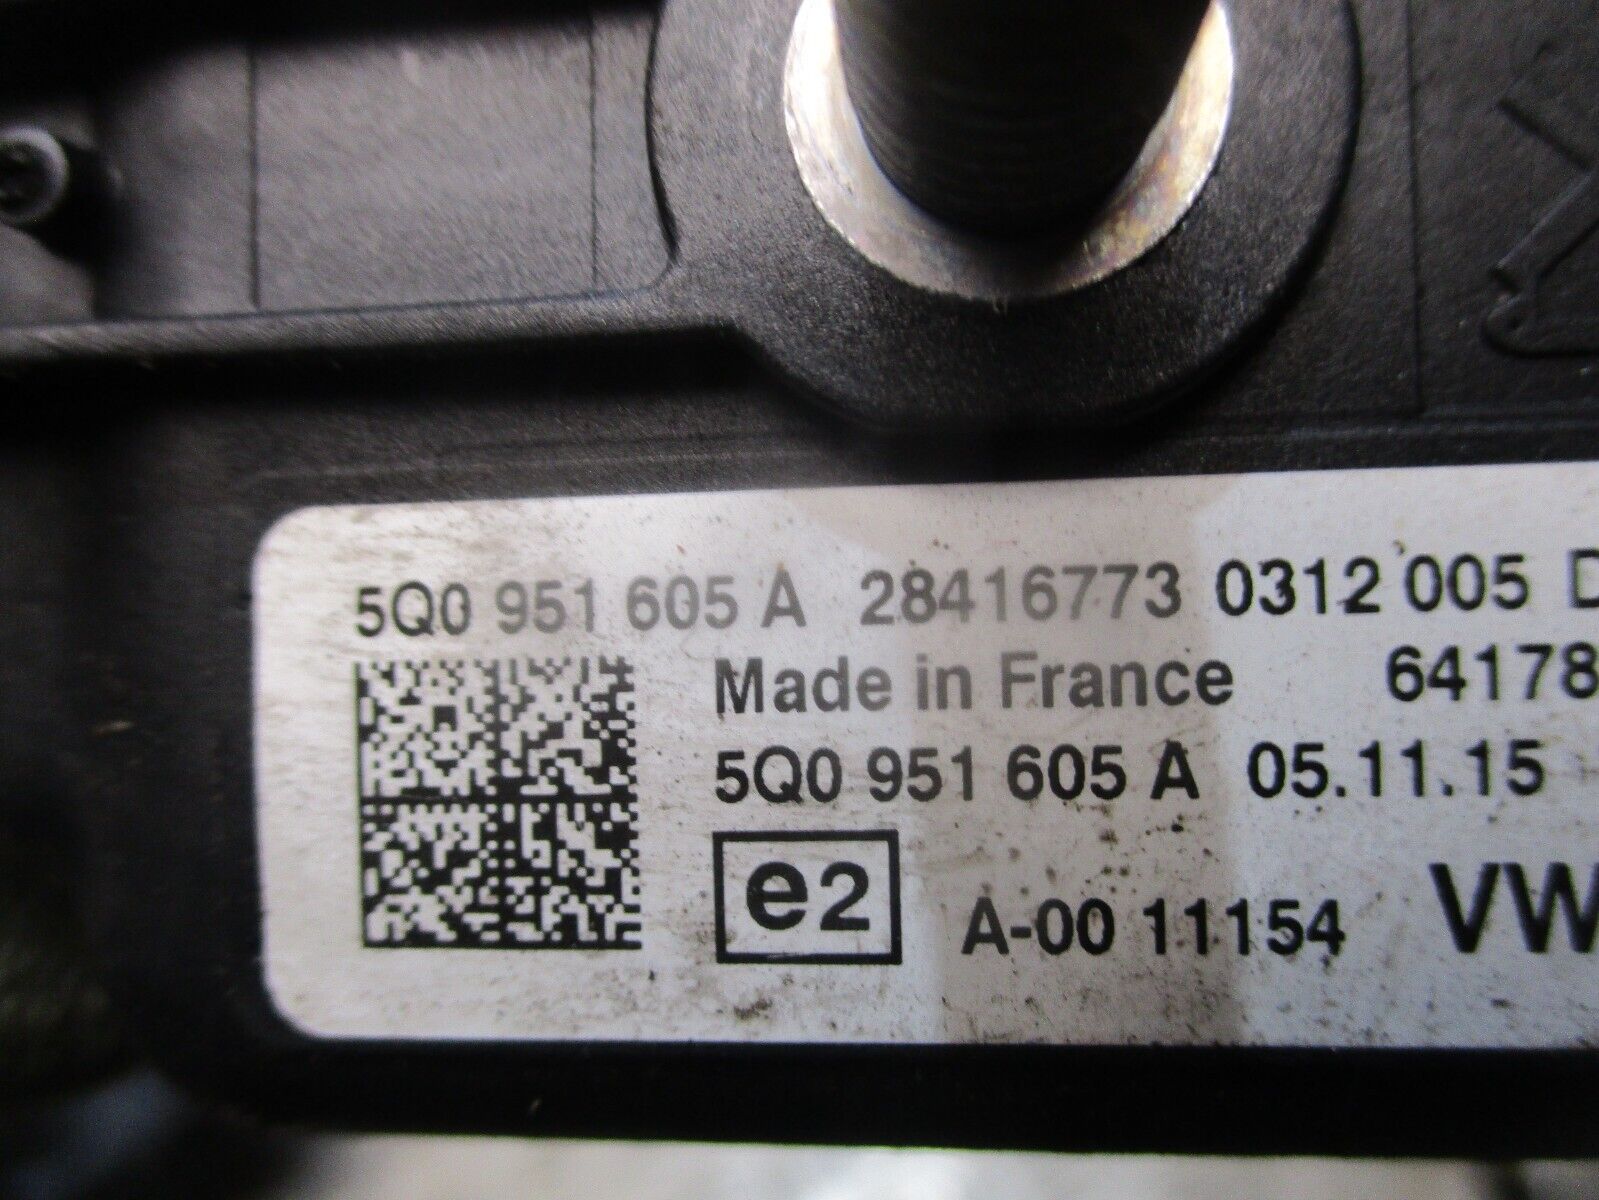 5Q0 951 605 A 28416773 0312 005 D
Made in France 64178
5Q0 951 605 A 05.11.15
e2 A-00 11154 VW